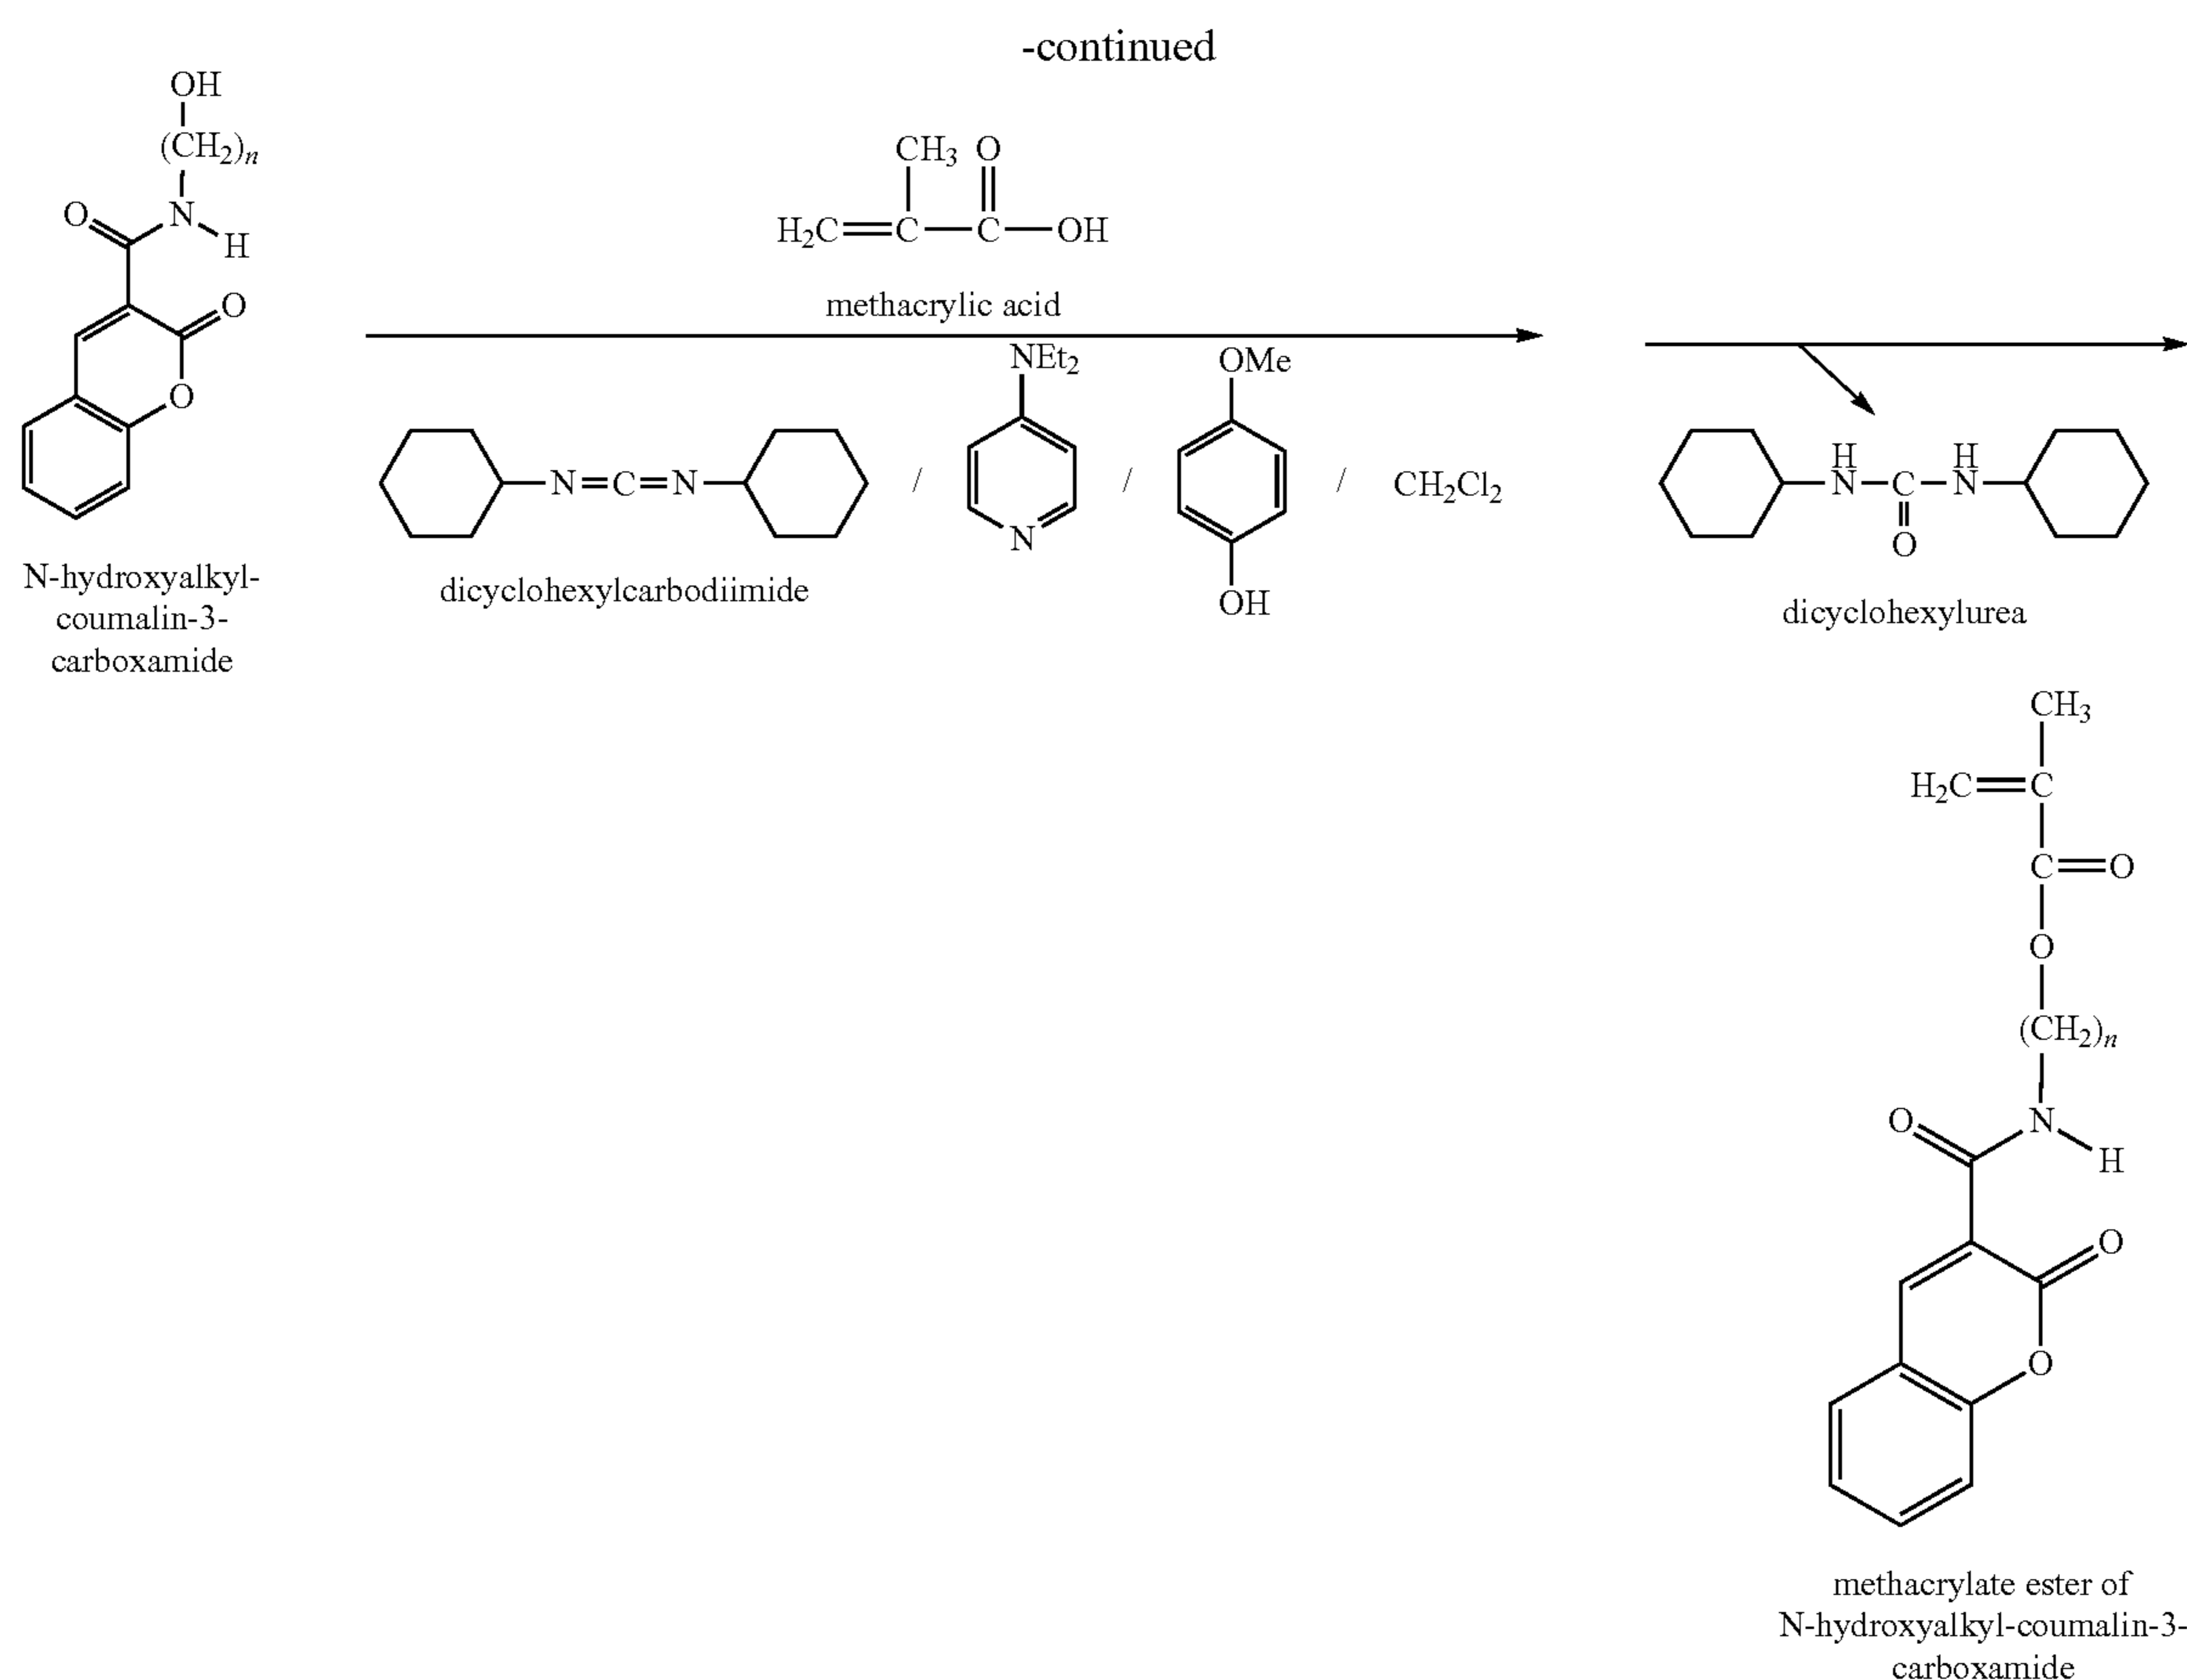 -continued
OH
(CH2)n
O N H
O
O
N-hydroxyalkyl-
coumalin-3-
carboxamide
CH3 O
H2C=C—C—OH
methacrylic acid
N=C=N
dicyclohexylcarbodiimide
/
NEt2
N
/
OMe
OH
/
CH2Cl2
H H
N—C—N
O
dicyclohexylurea
CH3
H2C=C
C=O
O
(CH2)n
O N
H
O
O
methacrylate ester of
N-hydroxyalkyl-coumalin-3-
carboxamide